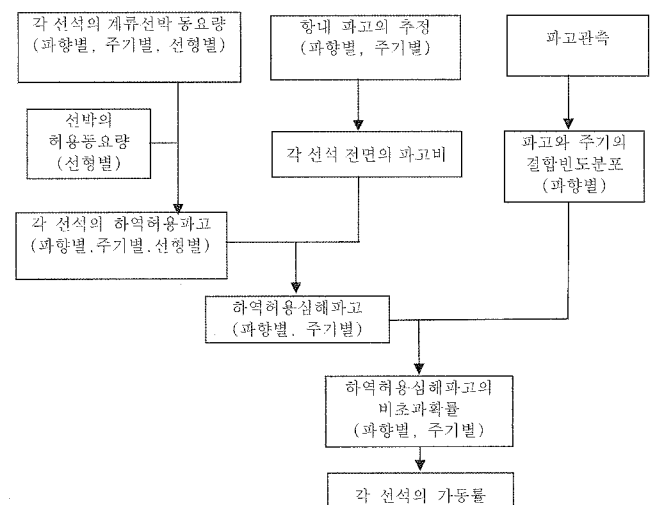 각 선석의 계류선박 동요량
(파향별, 주기별, 선형별)
항내 파고의 추정
(파향별, 주기별)
파고관측
선박의
허용동요량
(선형별)
각 선석 전면의 파고비
파고와 주기의
결합빈도분포
(파향별)
각 선석의 하역허용파고
(파향별.주기별.선형별)
하역허용심해파고
(파향별, 주기별)
하역허용심해파고의
비초과확률
(파향별, 주기별)
각 선석의 가동률